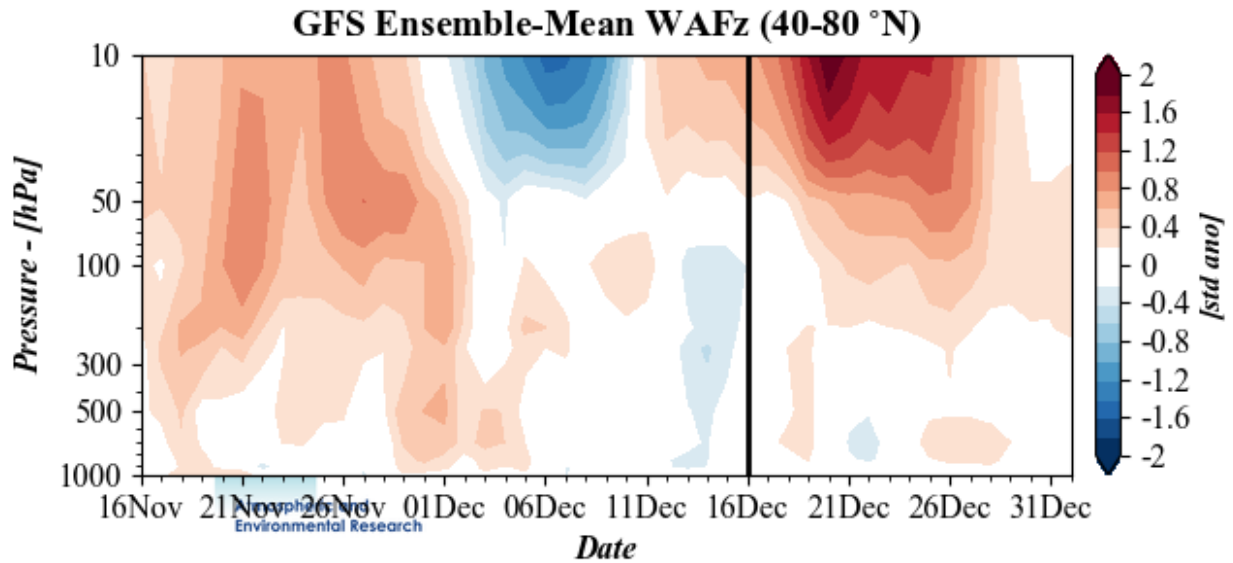 GFS Ensemble-Mean WAFz (40-80 °N)
10
50
100
300
500
1000
Pressure - [hPa]
16Nov 21Nov 26Nov 01Dec 06Dec 11Dec 16Dec 21Dec 26Dec 31Dec
Date
2
1.6
1.2
0.8
0.4
0
-0.4
-0.8
-1.2
-1.6
-2
[std ano]
Atmospheric and
Environmental Research